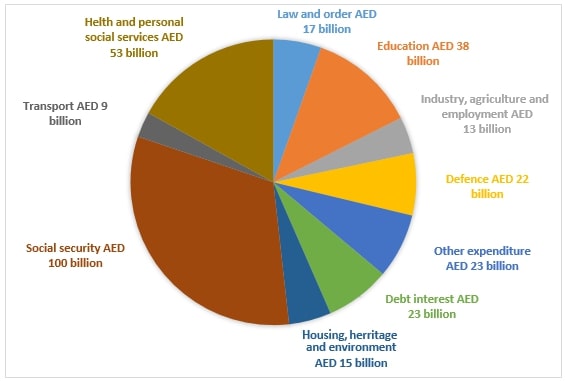 Law and order AED
17 billion
Education AED 38
billion
Industry, agriculture and
employment AED
13 billion
Defence AED 22
billion
Other expenditure
AED 23 billion
Debt interest AED
23 billion
Housing, herritage
and environment
AED 15 billion
Social security AED
100 billion
Transport AED 9
billion
Helth and personal
social services AED
53 billion